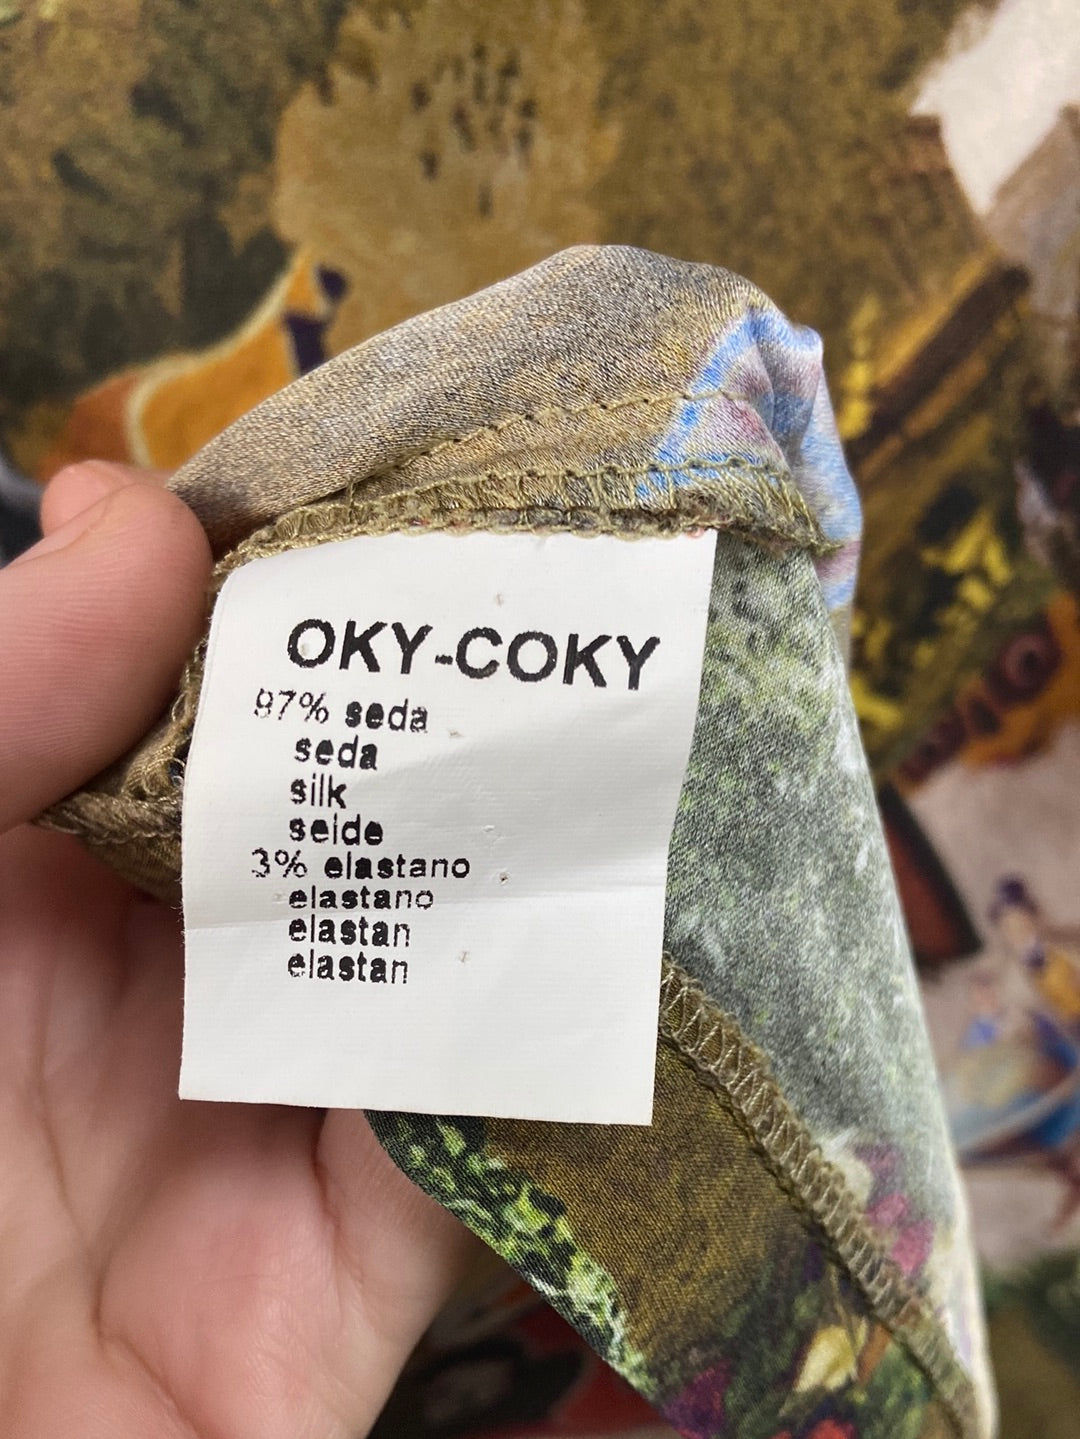 OKY-COKY
97% seda
seda
silk
seide
3% elastano
elastano
elastan
elastan